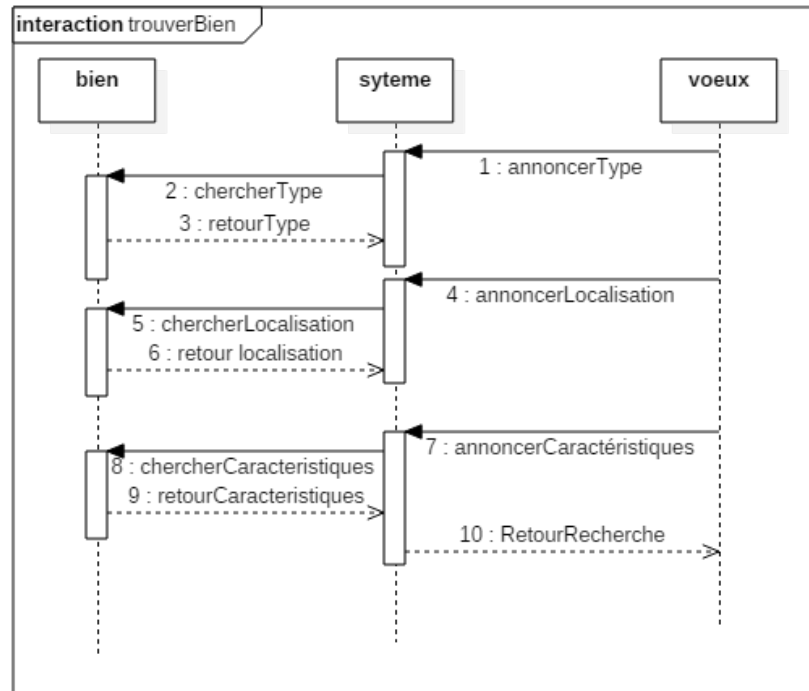 interaction trouverBien
bien
syteme
voeux
1 : annoncerType
2 : chercherType
3 : retourType
4 : annoncerLocalisation
5 : chercherLocalisation
6 : retour localisation
7 : annoncerCaractéristiques
8 : chercherCaracteristiques
9 : retourCaracteristiques
10 : RetourRecherche